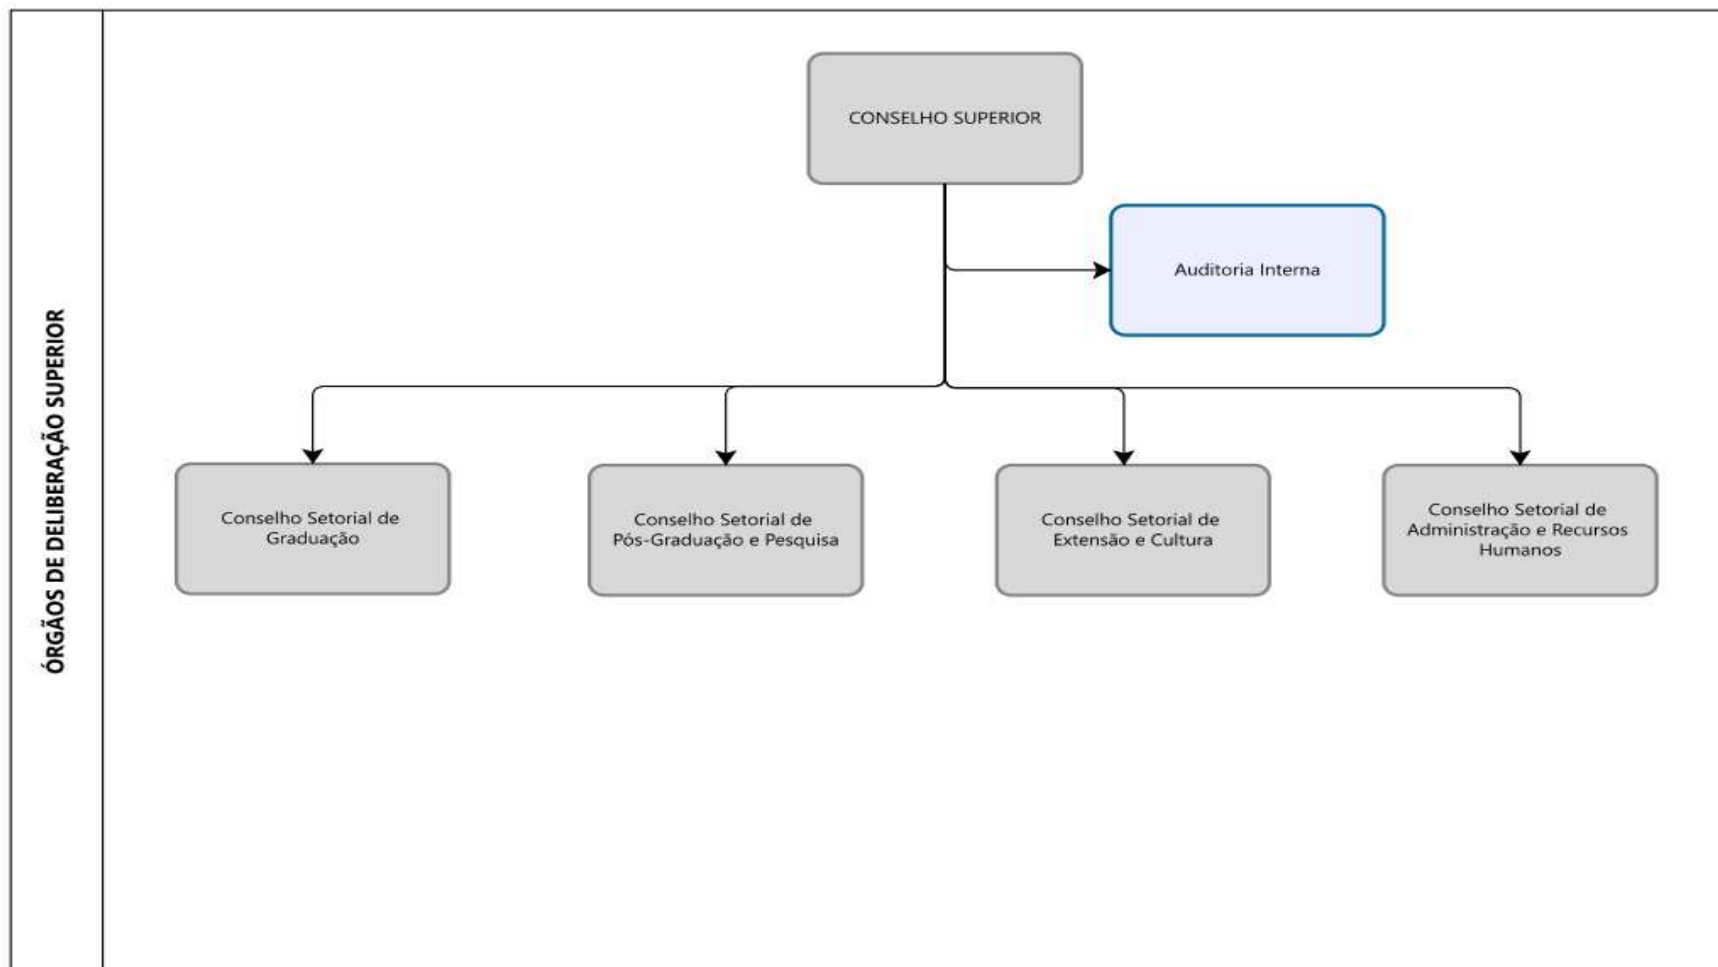 ÓRGÃOS DE DELIBERAÇÃO SUPERIOR
CONSELHO SUPERIOR
Auditoria Interna
Conselho Setorial de
Graduação
Conselho Setorial de
Pós-Graduação e Pesquisa
Conselho Setorial de
Extensão e Cultura
Conselho Setorial de
Administração e Recursos
Humanos